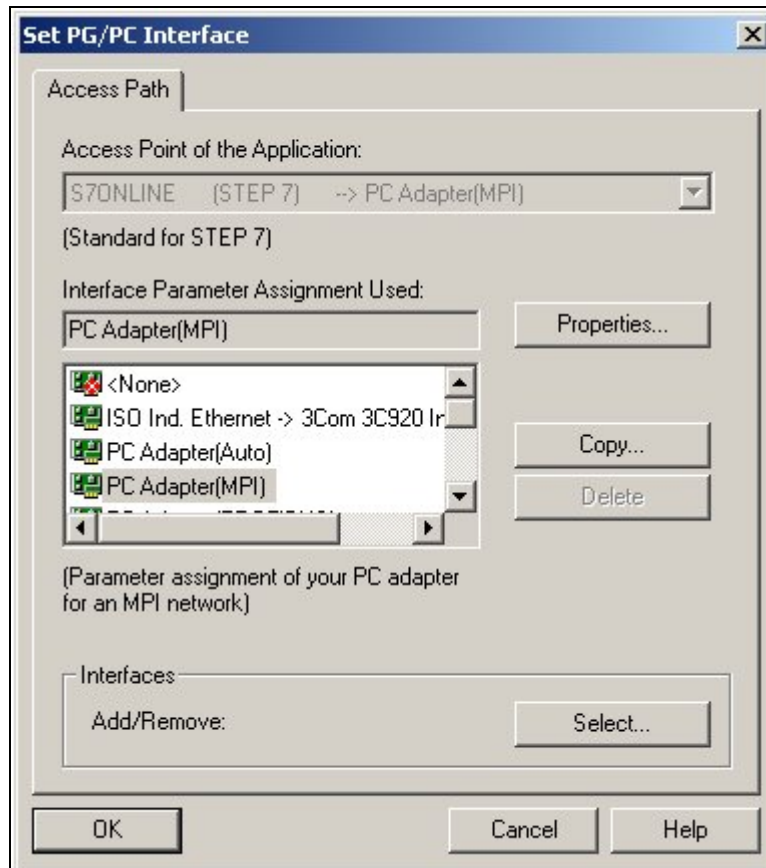 Set PG/PC Interface
Access Path
Access Point of the Application:
S7ONLINE (STEP 7) --> PC Adapter(MPI)
(Standard for STEP 7)
Interface Parameter Assignment Used:
PC Adapter(MPI)
Properties...
<None>
ISO Ind. Ethernet -> 3Com 3C920 In
PC Adapter(Auto)
PC Adapter(MPI)
Copy...
Delete
(Parameter assignment of your PC adapter
for an MPI network)
Interfaces
Add/Remove:
Select...
OK
Cancel
Help